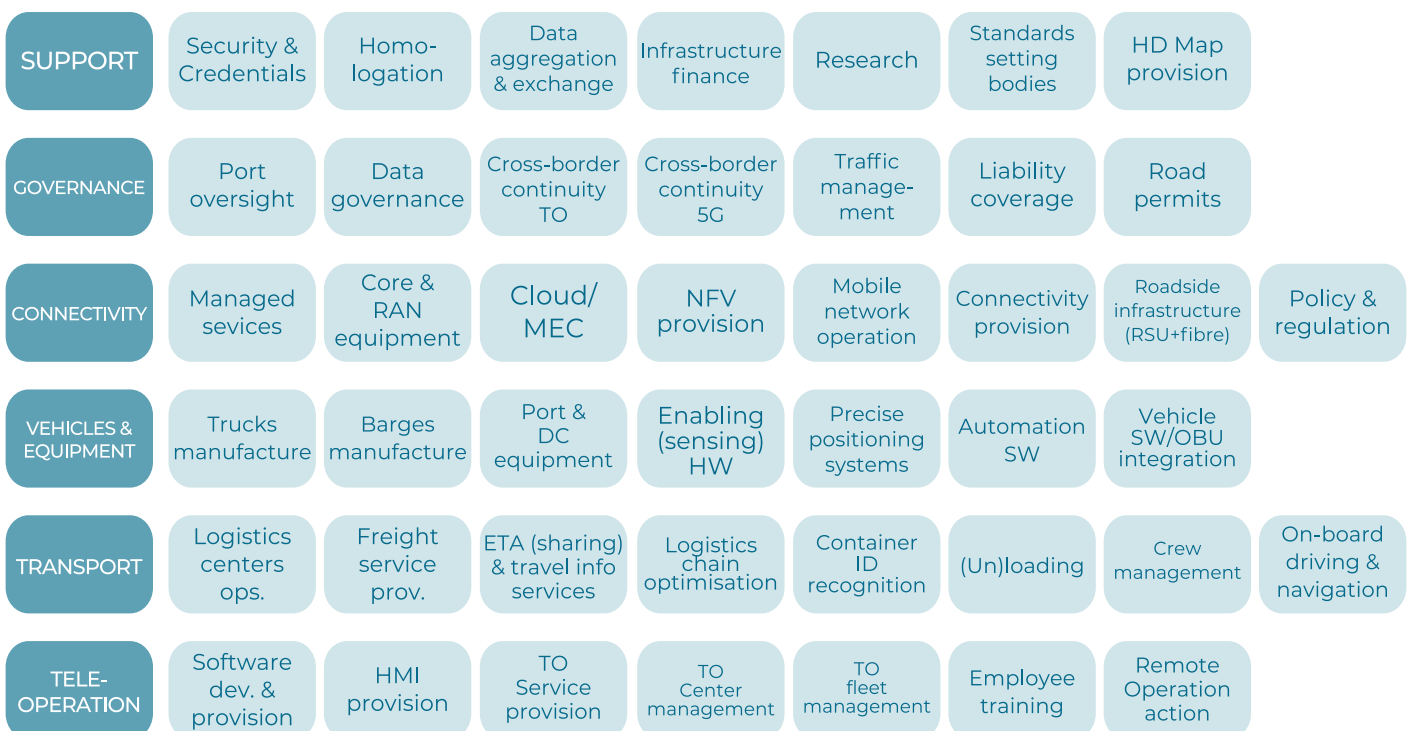 SUPPORT
Security &
Credentials
Homo-
logation
Data
aggregation
& exchange
Infrastructure
finance
Research
Standards
setting
bodies
HD Map
provision
GOVERNANCE
Port
oversight
Data
governance
Cross-border
continuity
TO
Cross-border
continuity
5G
Traffic
manage-
ment
Liability
coverage
Road
permits
CONNECTIVITY
Managed
sevices
Core &
RAN
equipment
Cloud/
MEC
NFV
provision
Mobile
network
operation
Connectivity
provision
Roadside
infrastructure
(RSU+fibre)
Policy &
regulation
VEHICLES &
EQUIPMENT
Trucks
manufacture
Barges
manufacture
Port &
DC
equipment
Enabling
(sensing)
HW
Precise
positioning
systems
Automation
SW
Vehicle
SW/OBU
integration
TRANSPORT
Logistics
centers
ops.
Freight
service
prov.
ETA (sharing)
& travel info
services
Logistics
chain
optimisation
Container
ID
recognition
(Un)loading
Crew
management
On-board
driving &
navigation
TELE-
OPERATION
Software
dev. &
provision
HMI
provision
TO
Service
provision
TO
Center
management
TO
fleet
management
Employee
training
Remote
Operation
action